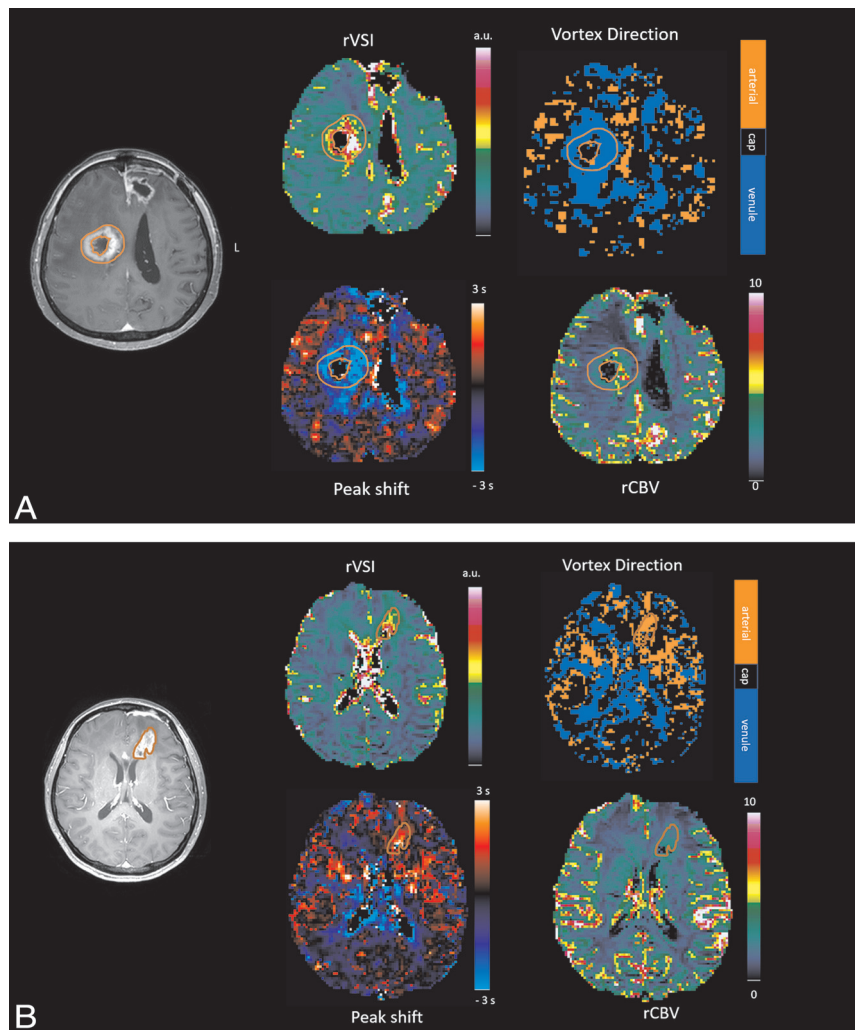 rVSI
a.u.
Vortex Direction
arterial
cap
venule
L
3 s
10
- 3 s
0
Peak shift
rCBV
A
rVSI
a.u.
Vortex Direction
arterial
cap
venule
3 s
10
- 3 s
0
Peak shift
rCBV
B